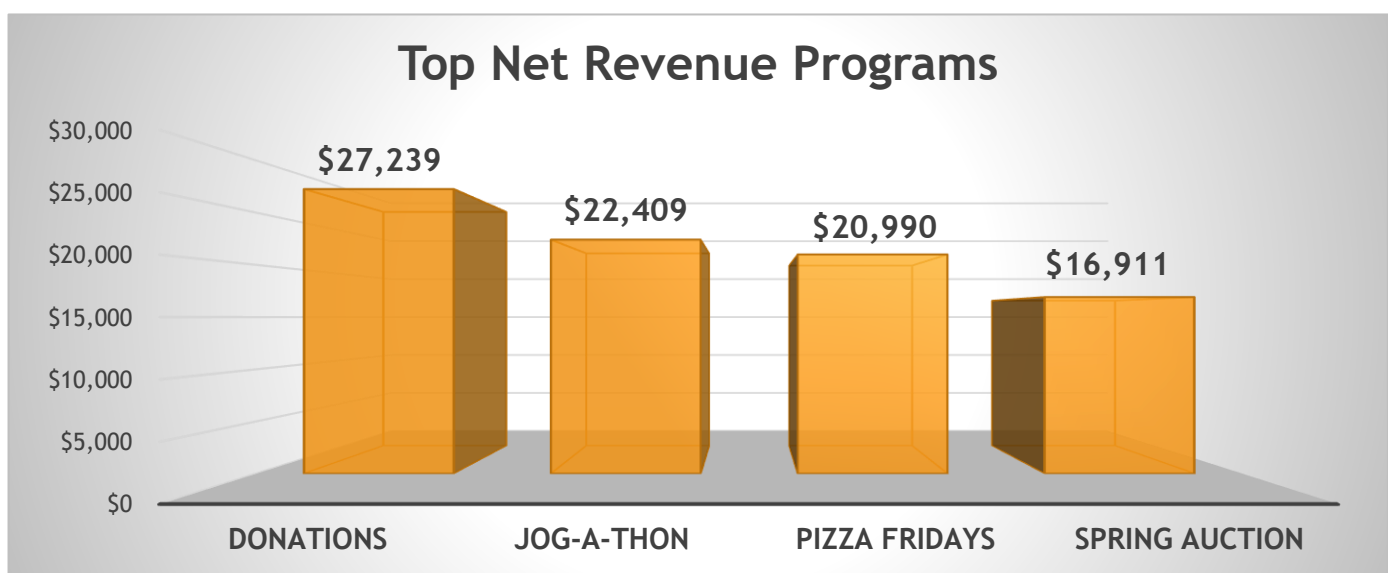 Top Net Revenue Programs
$30,000
$25,000
$20,000
$15,000
$10,000
$5,000
$0
$27,239
$22,409
$20,990
$16,911
DONATIONS
JOG-A-THON
PIZZA FRIDAYS
SPRING AUCTION